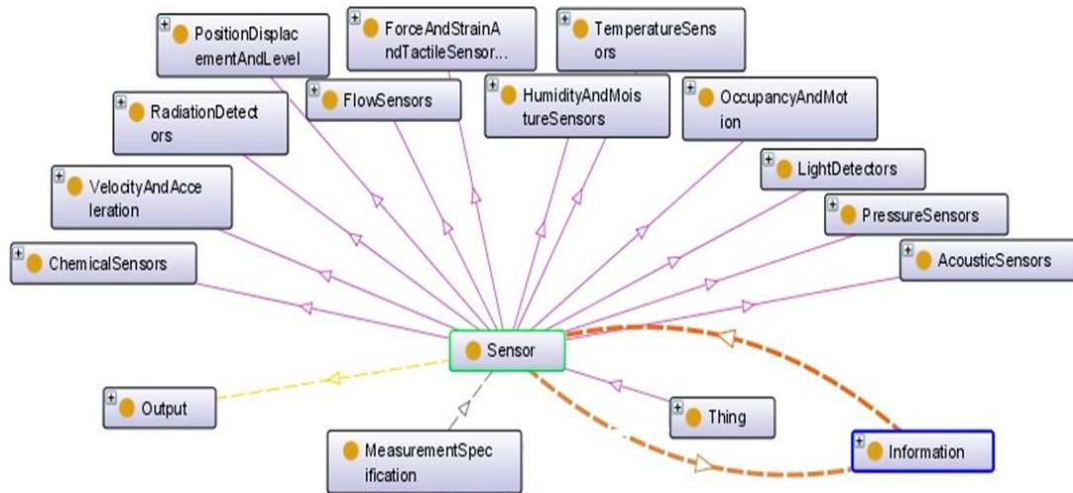 PositionDisplac
ementAndLevel
ForceAndStrainA
ndTactileSensor...
TemperatureSens
ors
RadiationDetect
ors
FlowSensors
HumidityAndMois
tureSensors
OccupancyAndMot
ion
VelocityAndAcce
leration
LightDetectors
PressureSensors
ChemicalSensors
AcousticSensors
Sensor
Output
Thing
MeasurementSpec
ification
Information